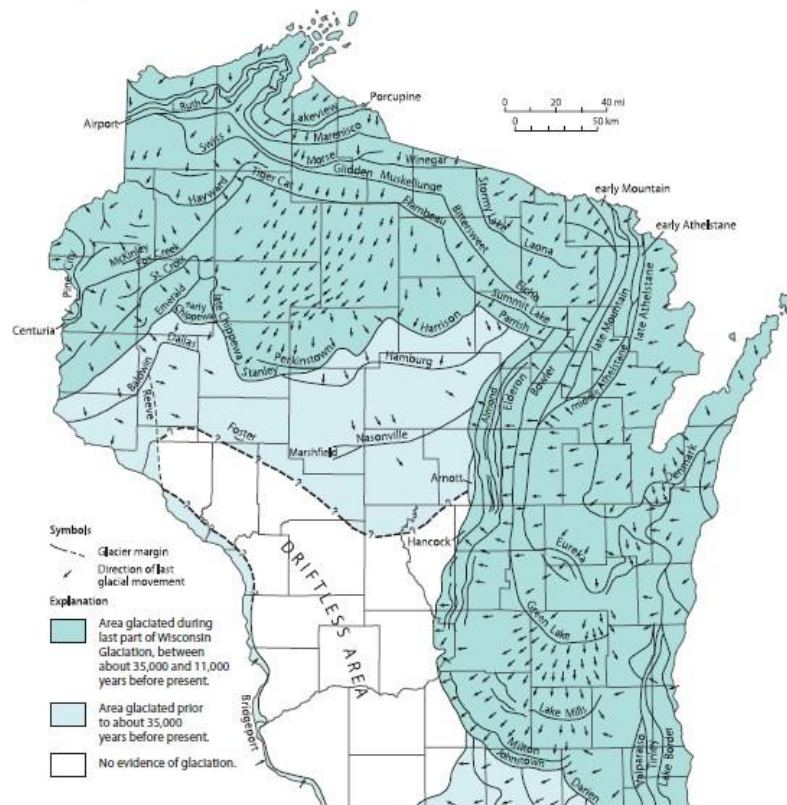 Airport
L. Ruth
Porcupine
Lakeview
Marenisco
Swiss
Morse
Winegar
0 20 40 mi
0 50 km
Glidden
Muskellunge
Hayward
Tiger Cat
Flambeau
Bittersweet
Stormy Lake
Laona
early Mountain
early Athelstane
McKinley
Fox Creek
St. Croix
Pine City
Elcho
Summit Lake
Parrish
Harrison
Emerald
early Chippewa
late Chippewa
Centuria
Dallas
Perkinstown
Stanley
Hamburg
late Mountain
late Athelstane
middle Athelstane
Baldwin
Reeve
Almond
Elderon
Bowler
Foster
Marshfield
Nasonville
Arnott
Denmark
? ? ? ? ? ? ? ?
Symbols
Glacier margin
Direction of last
glacial movement
Explanation
Area glaciated during
last part of Wisconsin
Glaciation, between
about 35,000 and 11,000
years before present.
Area glaciated prior
to about 35,000
years before present.
No evidence of glaciation.
Hancock
DRIFTLESS AREA
Eureka
Green Lake
Lake Mills
Bridgeport
Milton
Johnstown
Darien
Valparaiso
Tinley
Lake Border